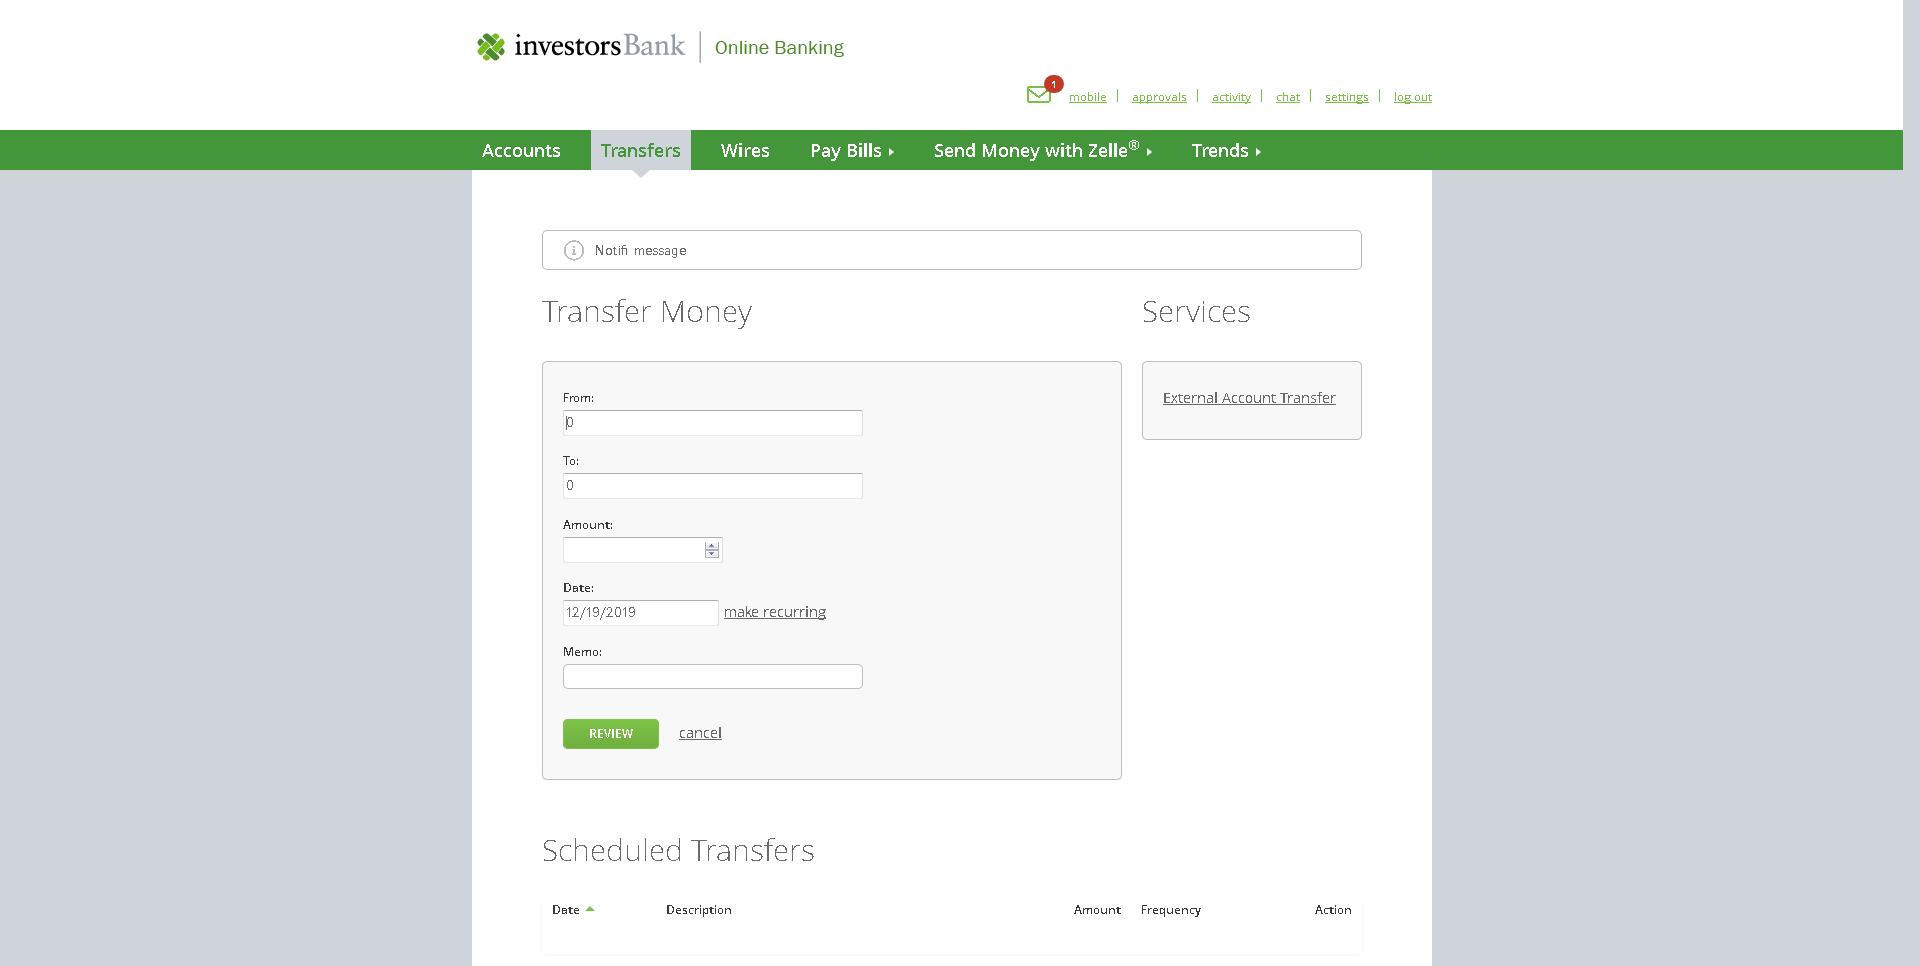 investorsBank | Online Banking
1
mobile | approvals | activity | chat | settings | log out
Accounts Transfers Wires Pay Bills Send Money with Zelle® Trends
Notifi message
Transfer Money
Services
From:
0
External Account Transfer
To:
0
Amount:
Date:
12/19/2019 make recurring
Memo:
REVIEW cancel
Scheduled Transfers
Date Description Amount Frequency Action